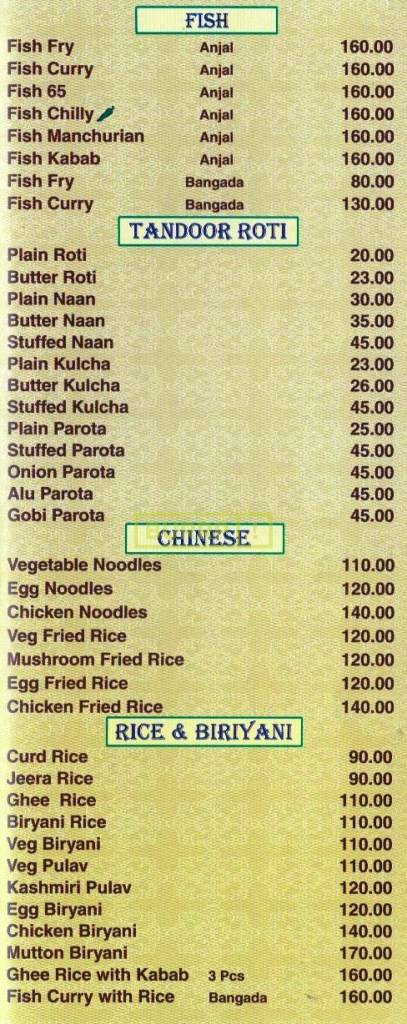 FISH
Fish Fry Anjal 160.00
Fish Curry Anjal 160.00
Fish 65 Anjal 160.00
Fish Chilly Anjal 160.00
Fish Manchurian Anjal 160.00
Fish Kabab Anjal 160.00
Fish Fry Bangada 80.00
Fish Curry Bangada 130.00
TANDOOR ROTI
Plain Roti 20.00
Butter Roti 23.00
Plain Naan 30.00
Butter Naan 35.00
Stuffed Naan 45.00
Plain Kulcha 23.00
Butter Kulcha 26.00
Stuffed Kulcha 45.00
Plain Parota 25.00
Stuffed Parota 45.00
Onion Parota 45.00
Alu Parota 45.00
Gobi Parota 45.00
CHINESE
Vegetable Noodles 110.00
Egg Noodles 120.00
Chicken Noodles 140.00
Veg Fried Rice 120.00
Mushroom Fried Rice 120.00
Egg Fried Rice 120.00
Chicken Fried Rice 140.00
RICE & BIRIYANI
Curd Rice 90.00
Jeera Rice 90.00
Ghee Rice 110.00
Biryani Rice 110.00
Veg Biryani 110.00
Veg Pulav 110.00
Kashmiri Pulav 120.00
Egg Biryani 120.00
Chicken Biryani 140.00
Mutton Biryani 170.00
Ghee Rice with Kabab 3 Pcs 160.00
Fish Curry with Rice Bangada 160.00